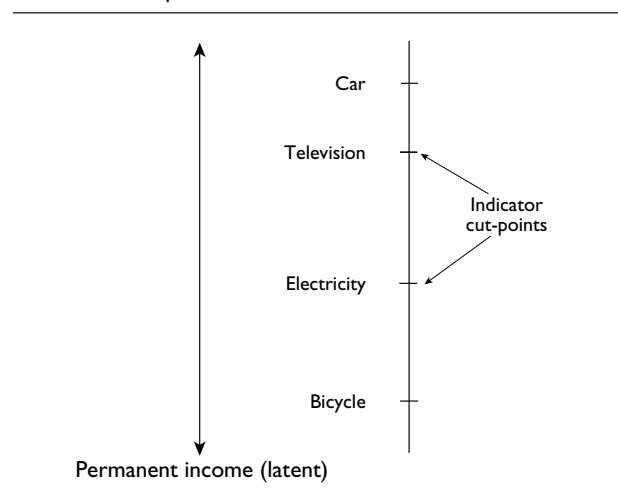 Car
Television
Indicator
cut-points
Electricity
Bicycle
Permanent income (latent)